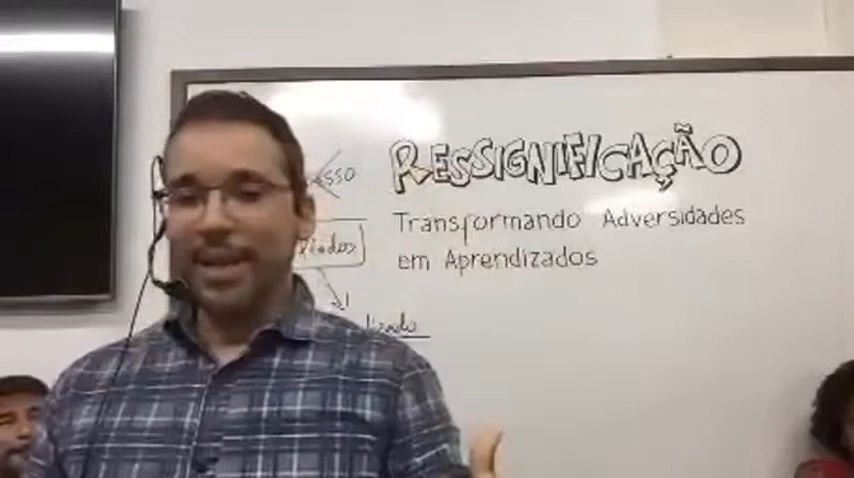 RESSIGNIFICAÇÃO
Transformando Adversidades
em Aprendizados